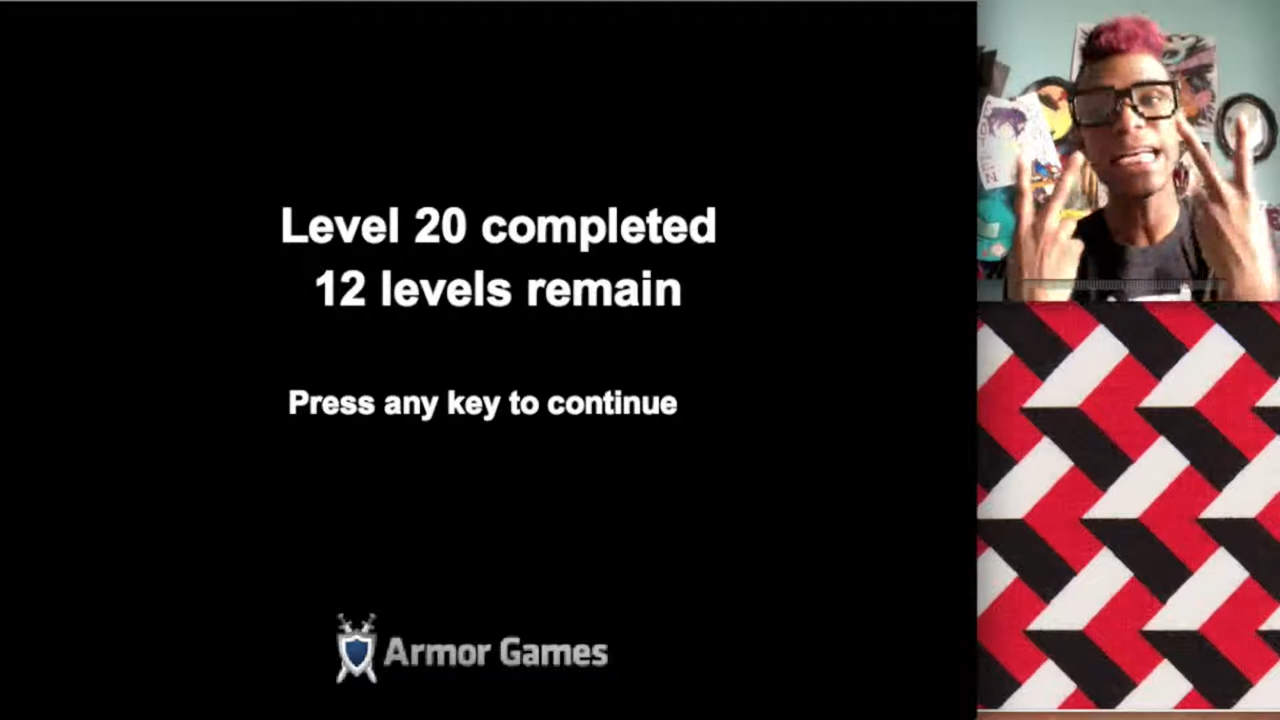 Level 20 completed
12 levels remain
Press any key to continue
Armor Games